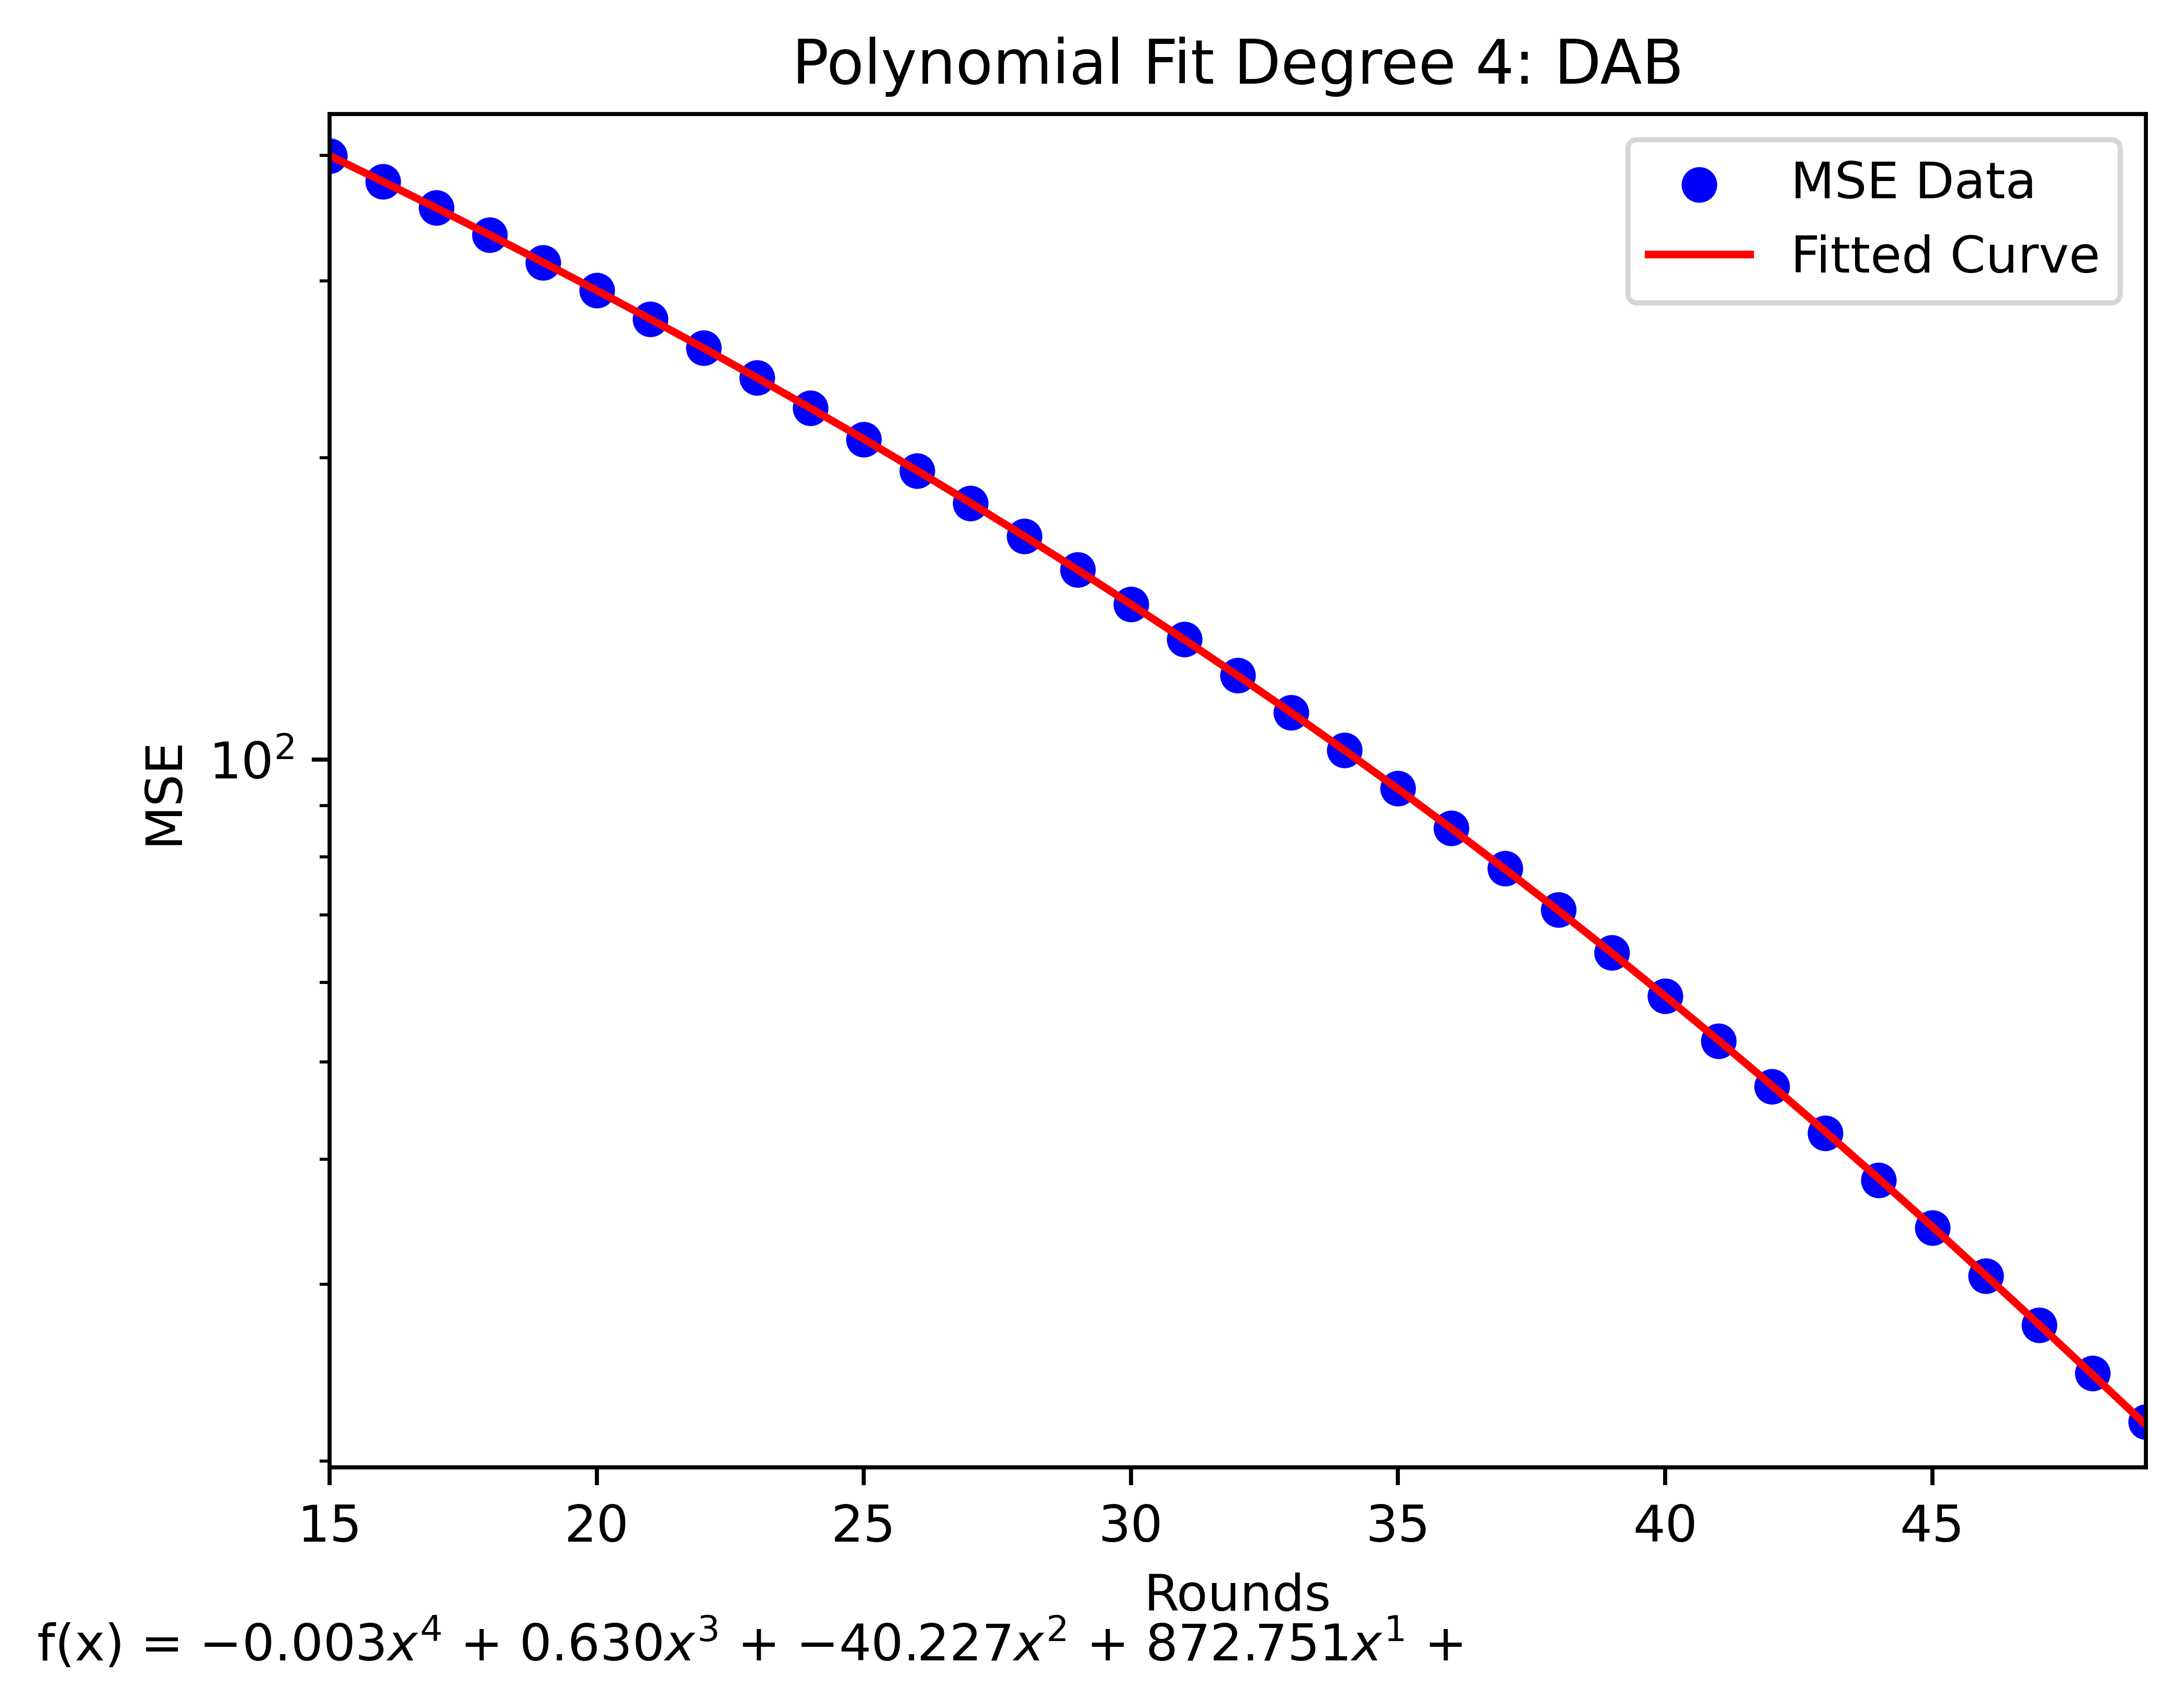 Polynomial Fit Degree 4: DAB
MSE Data
Fitted Curve
MSE
10²
15 20 25 30 35 40 45
Rounds
f(x) = −0.003x⁴ + 0.630x³ + −40.227x² + 872.751x¹ +